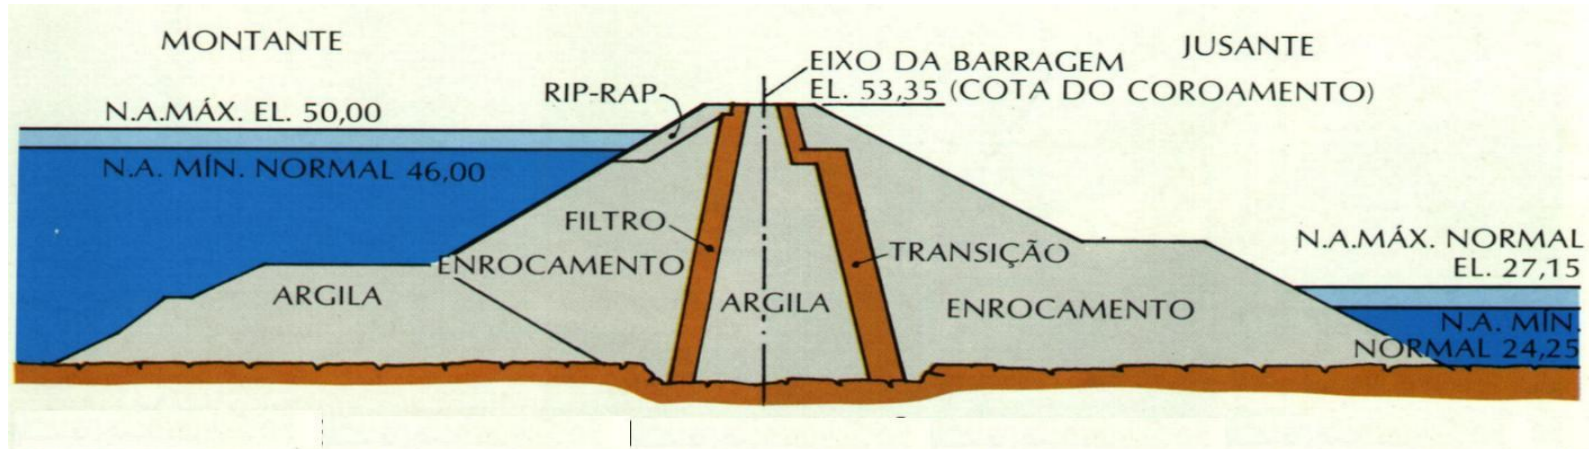 MONTANTE
JUSANTE
EIXO DA BARRAGEM
EL. 53,35 (COTA DO COROAMENTO)
RIP-RAP
N.A.MÁX. EL. 50,00
N.A. MÍN. NORMAL 46,00
FILTRO
TRANSIÇÃO
N.A.MÁX. NORMAL
EL. 27,15
ENROCAMENTO
ARGILA
ARGILA
ENROCAMENTO
N.A. MÍN.
NORMAL 24,25